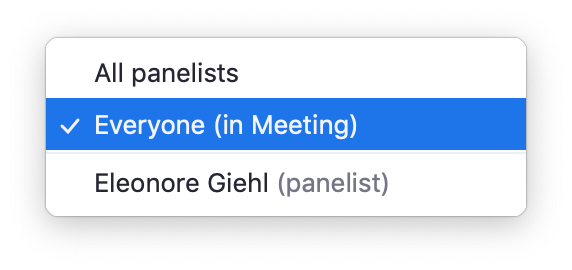 All panelists
Everyone (in Meeting)
Eleonore Giehl (panelist)